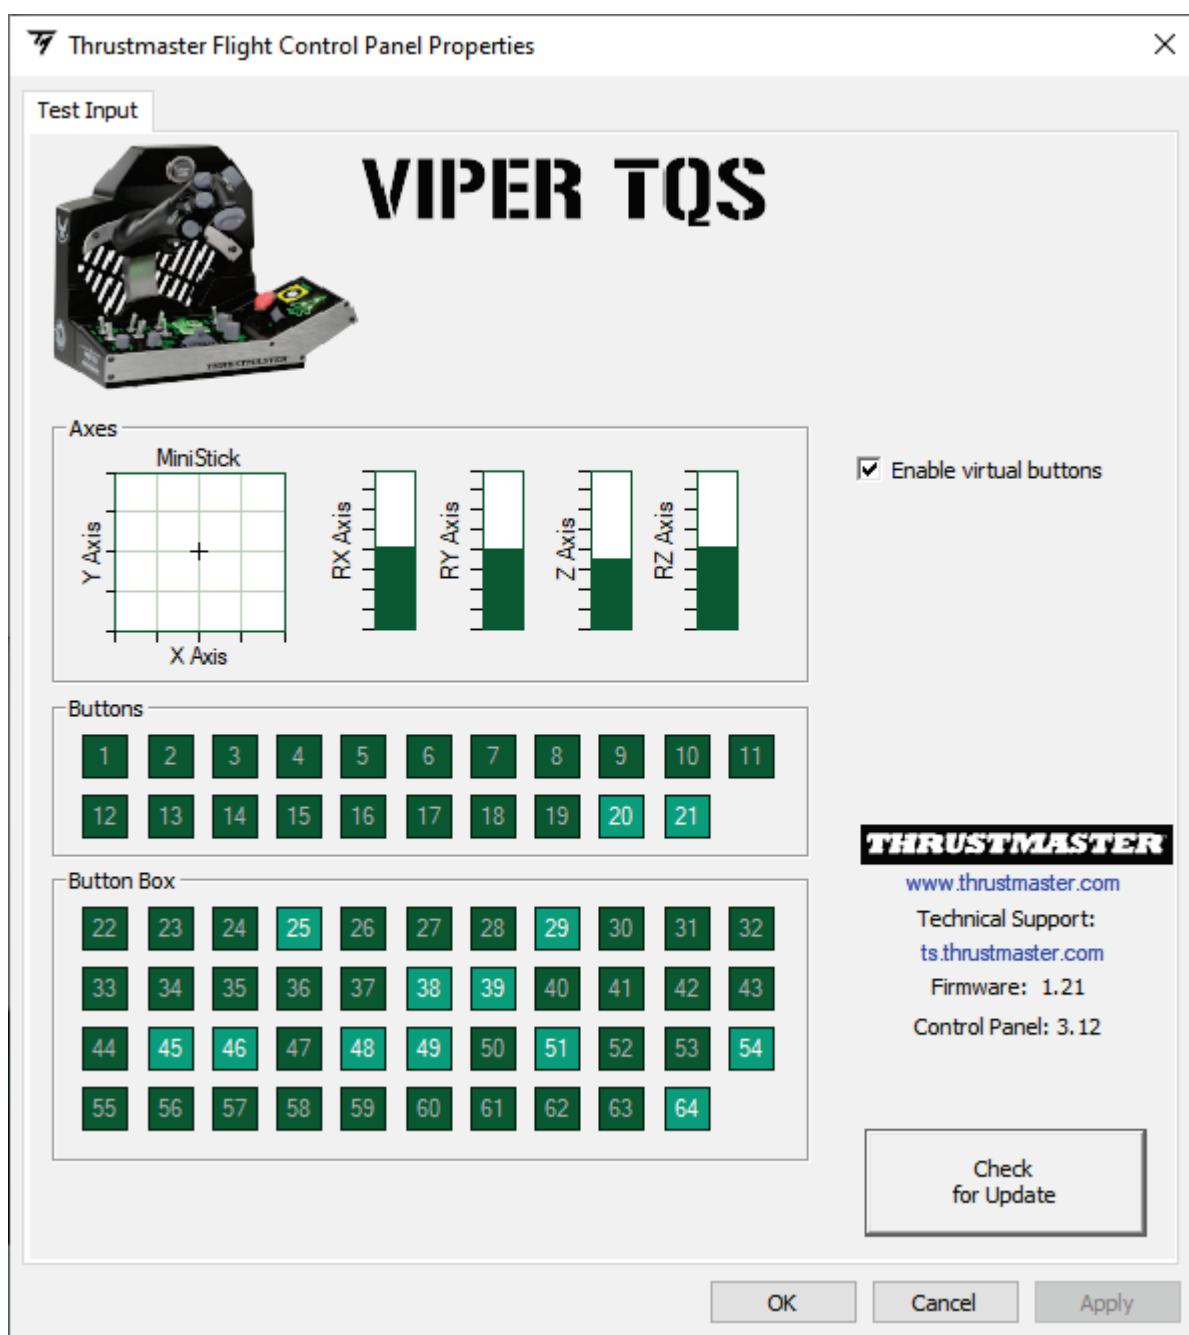 Thrustmaster Flight Control Panel Properties
Test Input
VIPER TQS
THRUSTMASTER
Axes
MiniStick
Y Axis
X Axis
RX Axis
RY Axis
Z Axis
RZ Axis
Enable virtual buttons
Buttons
1 2 3 4 5 6 7 8 9 10 11
12 13 14 15 16 17 18 19 20 21
Button Box
22 23 24 25 26 27 28 29 30 31 32
33 34 35 36 37 38 39 40 41 42 43
44 45 46 47 48 49 50 51 52 53 54
55 56 57 58 59 60 61 62 63 64
THRUSTMASTER
www.thrustmaster.com
Technical Support:
ts.thrustmaster.com
Firmware: 1.21
Control Panel: 3.12
Check
for Update
OK Cancel Apply